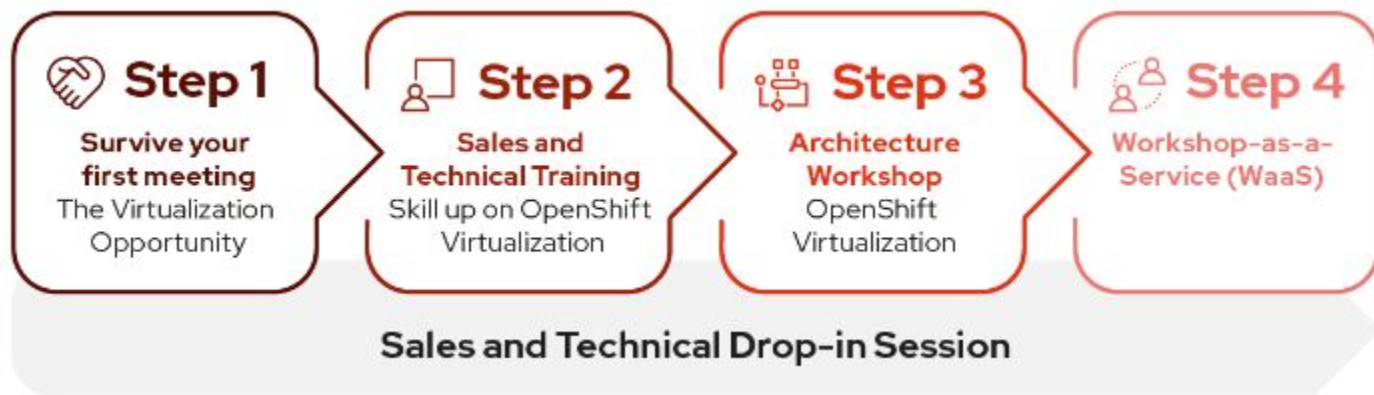 Step 1
Survive your
first meeting
The Virtualization
Opportunity
Step 2
Sales and
Technical Training
Skill up on OpenShift
Virtualization
Step 3
Architecture
Workshop
OpenShift
Virtualization
Step 4
Workshop-as-a-
Service (WaaS)
Sales and Technical Drop-in Session